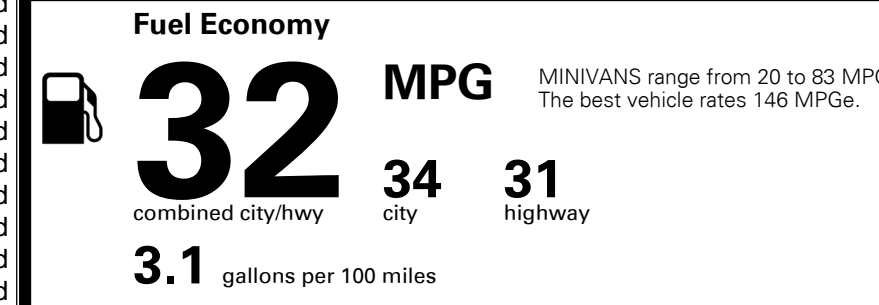 Fuel Economy
32 MPG
MINIVANS range from 20 to 83 MPG
The best vehicle rates 146 MPGe.
34 31
combined city/hwy city highway
3.1 gallons per 100 miles
d
d
d
d
d
d
d
d
d
d